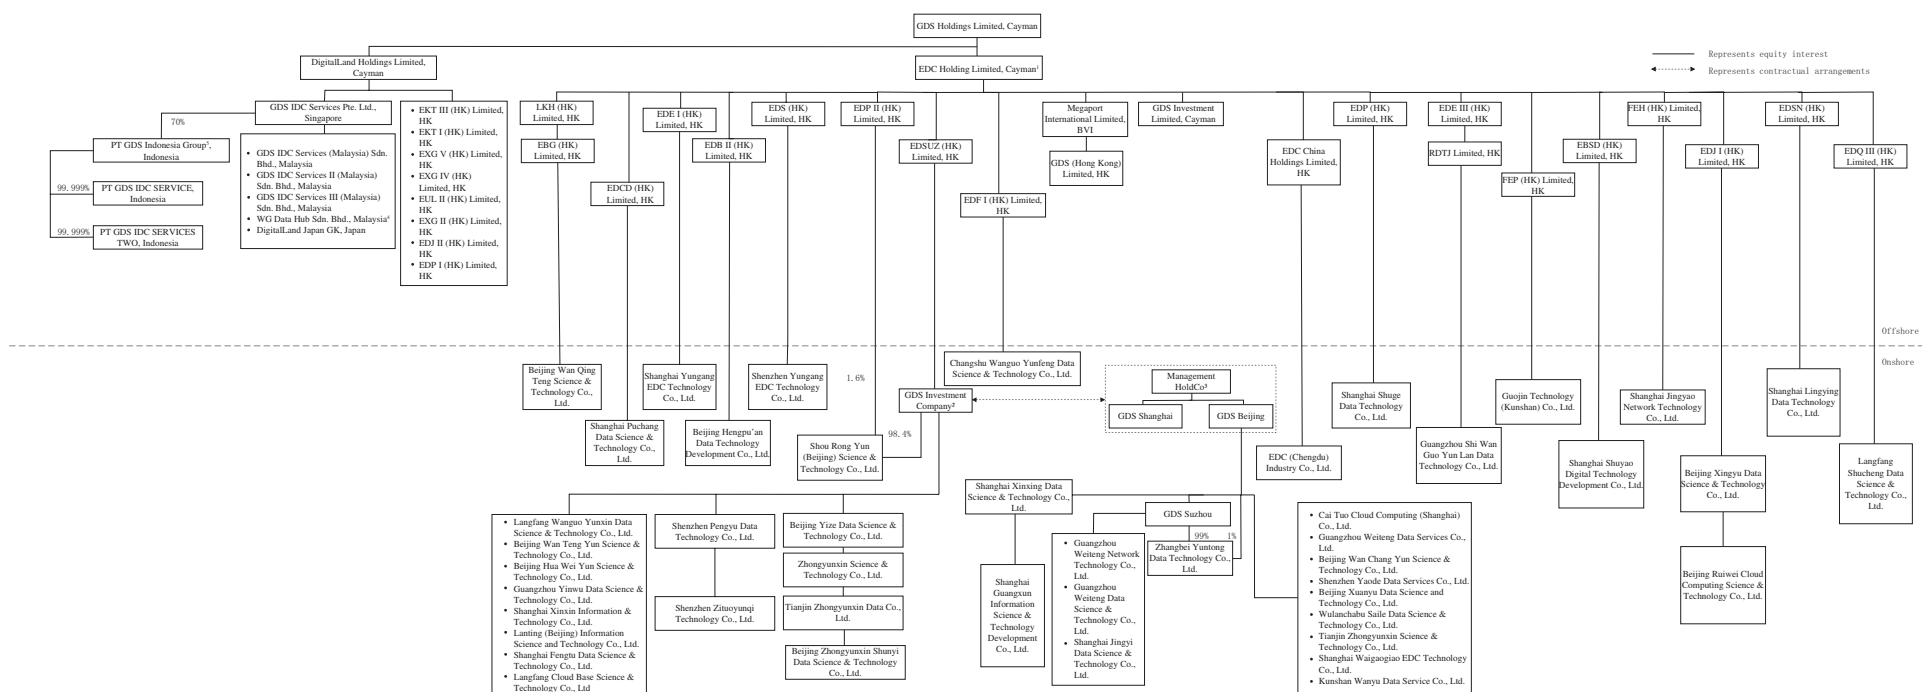 GDS Holdings Limited, Cayman
DigitalLand Holdings Limited,
Cayman
EDC Holding Limited, Cayman¹
Represents equity interest
Represents contractual arrangements
GDS IDC Services Pte. Ltd.,
Singapore
70%
PT GDS Indonesia Group⁵,
Indonesia
99.999%
PT GDS IDC SERVICE,
Indonesia
99.999%
PT GDS IDC SERVICES
TWO, Indonesia
• GDS IDC Services (Malaysia) Sdn.
Bhd., Malaysia
• GDS IDC Services II (Malaysia)
Sdn. Bhd., Malaysia
• GDS IDC Services III (Malaysia)
Sdn. Bhd., Malaysia
• WG Data Hub Sdn. Bhd., Malaysia⁴
• DigitalLand Japan GK, Japan
• EKT III (HK) Limited,
HK
• EKT I (HK) Limited,
HK
• EXG V (HK) Limited,
HK
• EXG IV (HK)
Limited, HK
• EUL II (HK) Limited,
HK
• EXG II (HK) Limited,
HK
• EDJ II (HK) Limited,
HK
• EDP I (HK) Limited,
HK
LKH (HK)
Limited, HK
EBG (HK)
Limited, HK
EDCD (HK)
Limited, HK
EDE I (HK)
Limited, HK
EDB II (HK)
Limited, HK
EDS (HK)
Limited, HK
EDP II (HK)
Limited, HK
EDSUZ (HK)
Limited, HK
EDF I (HK) Limited,
HK
Megaport
International Limited,
BVI
GDS (Hong Kong)
Limited, HK
GDS Investment
Limited, Cayman
EDC China
Holdings Limited,
HK
EDP (HK)
Limited, HK
EDE III (HK)
Limited, HK
RDTJ Limited, HK
FEP (HK) Limited,
HK
EBSD (HK)
Limited, HK
FEH (HK) Limited,
HK
EDJ I (HK)
Limited, HK
EDSN (HK)
Limited, HK
EDQ III (HK)
Limited, HK
Offshore
Onshore
Beijing Wan Qing
Teng Science &
Technology Co.,
Ltd.
Shanghai Puchang
Data Science &
Technology Co.,
Ltd.
Shanghai Yungang
EDC Technology
Co., Ltd.
Beijing Hengpu'an
Data Technology
Development Co., Ltd.
Shenzhen Yungang
EDC Technology
Co., Ltd.
1.6%
Shou Rong Yun
(Beijing) Science &
Technology Co., Ltd.
98.4%
GDS Investment
Company²
Changshu Wanguo Yunfeng Data
Science & Technology Co., Ltd.
Management
HoldCo³
GDS Shanghai
GDS Beijing
EDC (Chengdu)
Industry Co., Ltd.
Shanghai Shuge
Data Technology
Co., Ltd.
Guangzhou Shi Wan
Guo Yun Lan Data
Technology Co., Ltd.
Guojin Technology
(Kunshan) Co., Ltd.
Shanghai Shuyao
Digital Technology
Development Co., Ltd.
Shanghai Jingyao
Network Technology
Co., Ltd.
Beijing Xingyu Data
Science & Technology
Co., Ltd.
Beijing Ruiwei Cloud
Computing Science &
Technology Co., Ltd.
Shanghai Lingying
Data Technology
Co., Ltd.
Langfang
Shucheng Data
Science &
Technology Co.,
Ltd.
• Langfang Wanguo Yunxin Data
Science & Technology Co., Ltd.
• Beijing Wan Teng Yun Science &
Technology Co., Ltd.
• Beijing Hua Wei Yun Science &
Technology Co., Ltd.
• Guangzhou Yinwu Data Science &
Technology Co., Ltd.
• Shanghai Xinxin Information &
Technology Co., Ltd.
• Lanting (Beijing) Information
Science and Technology Co., Ltd.
• Shanghai Fengtu Data Science &
Technology Co., Ltd.
• Langfang Cloud Base Science &
Technology Co., Ltd
Shenzhen Pengyu Data
Technology Co., Ltd.
Shenzhen Zituoyunqi
Technology Co., Ltd.
Beijing Yize Data Science &
Technology Co., Ltd.
Zhongyunxin Science &
Technology Co., Ltd.
Tianjin Zhongyunxin Data Co.,
Ltd.
Beijing Zhongyunxin Shunyi
Data Science & Technology
Co., Ltd.
Shanghai Xinxing Data
Science & Technology Co.,
Ltd.
Shanghai
Guangxun
Information
Science &
Technology
Development
Co., Ltd.
GDS Suzhou
99% 1%
Zhangbei Yuntong
Data Technology Co.,
Ltd.
• Guangzhou
Weiteng Network
Technology Co.,
Ltd.
• Guangzhou
Weiteng Data
Science &
Technology Co.,
Ltd.
• Shanghai Jingyi
Data Science &
Technology Co.,
Ltd.
• Cai Tuo Cloud Computing (Shanghai)
Co., Ltd.
• Guangzhou Weiteng Data Services Co.,
Ltd.
• Beijing Wan Chang Yun Science &
Technology Co., Ltd.
• Shenzhen Yaode Data Services Co., Ltd.
• Beijing Xuanyu Data Science and
Technology Co., Ltd.
• Wulanchabu Saile Data Science &
Technology Co., Ltd.
• Tianjin Zhongyunxin Science &
Technology Co., Ltd.
• Shanghai Waigaogiao EDC Technology
Co., Ltd.
• Kunshan Wanyu Data Service Co., Ltd.